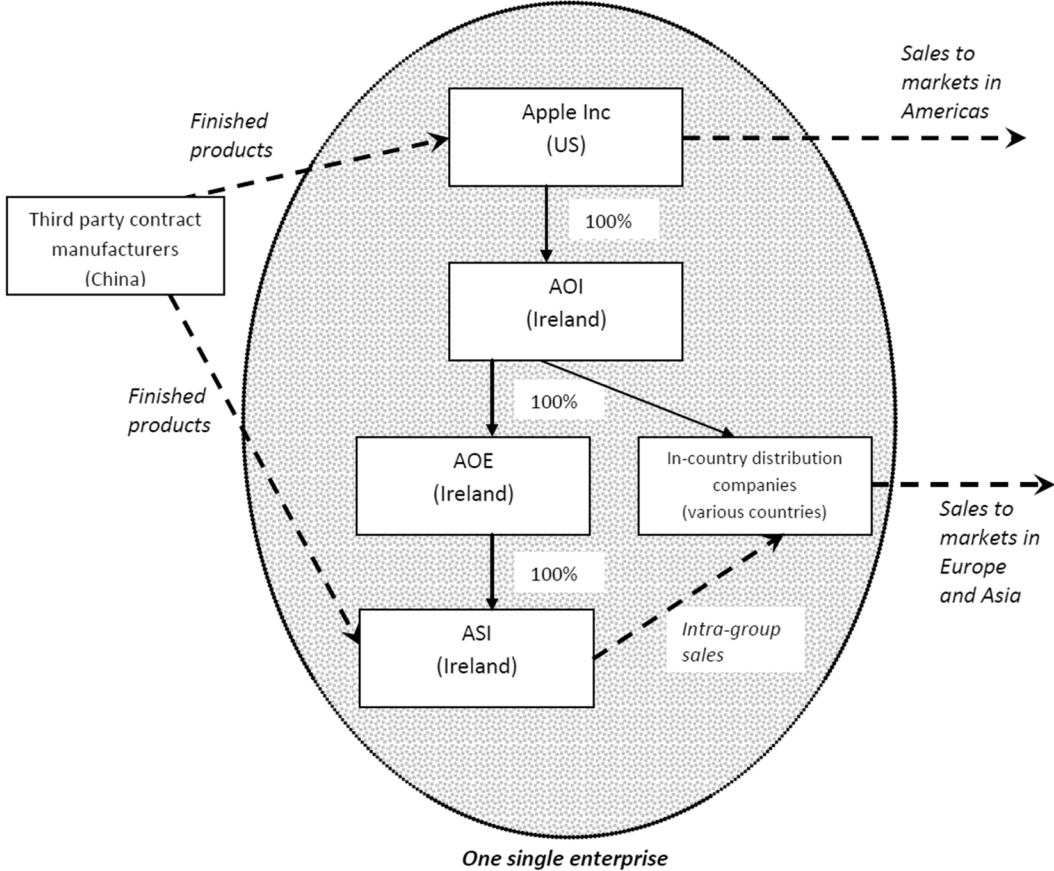 Sales to
markets in
Americas
Finished
products
Apple Inc
(US)
Third party contract
manufacturers
(China)
100%
AOI
(Ireland)
Finished
products
100%
AOE
(Ireland)
In-country distribution
companies
(various countries)
Sales to
markets in
Europe
and Asia
100%
ASI
(Ireland)
Intra-group
sales
One single enterprise